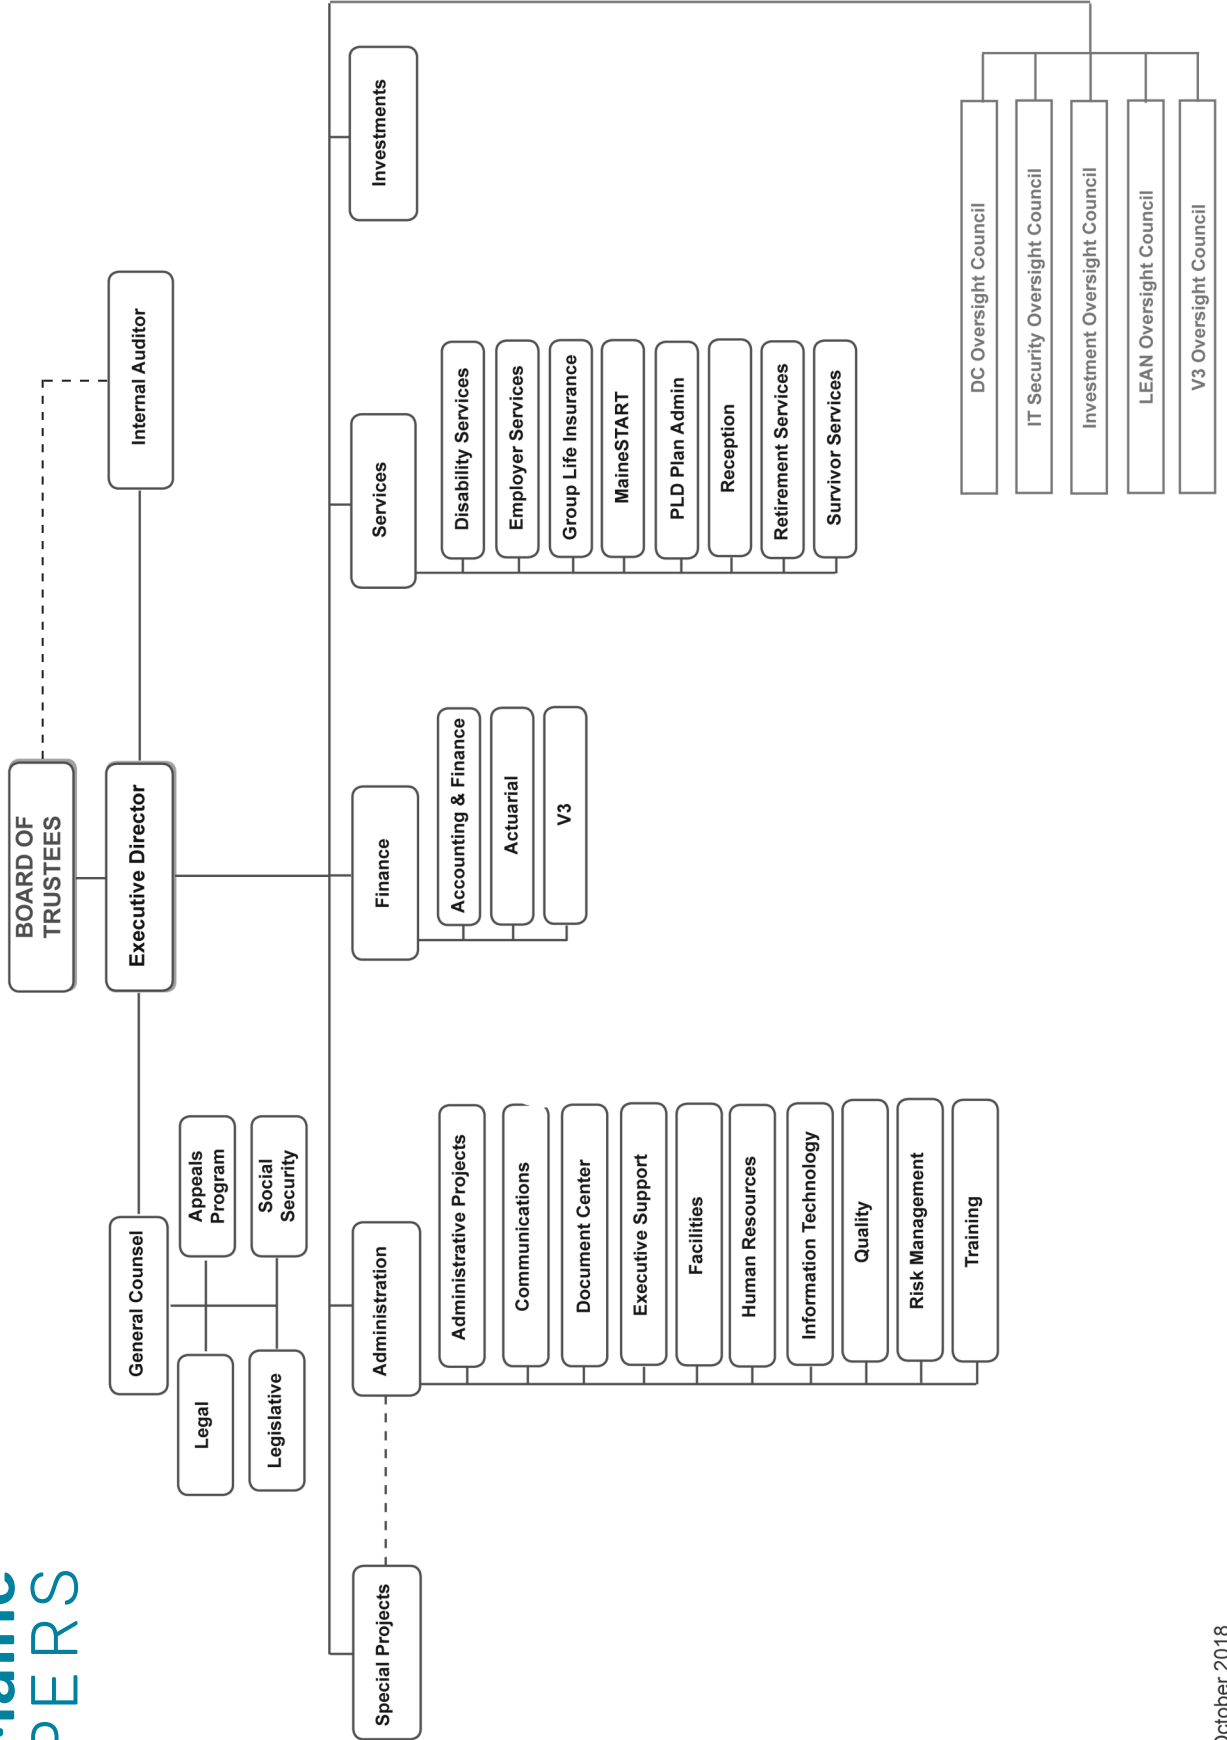 PERS
BOARD OF
TRUSTEES
Executive Director
Internal Auditor
General Counsel
Legal
Appeals
Program
Legislative
Social
Security
Special Projects
Administration
Administrative Projects
Communications
Document Center
Executive Support
Facilities
Human Resources
Information Technology
Quality
Risk Management
Training
Finance
Accounting & Finance
Actuarial
V3
Services
Disability Services
Employer Services
Group Life Insurance
MaineSTART
PLD Plan Admin
Reception
Retirement Services
Survivor Services
Investments
DC Oversight Council
IT Security Oversight Council
Investment Oversight Council
LEAN Oversight Council
V3 Oversight Council
October 2018